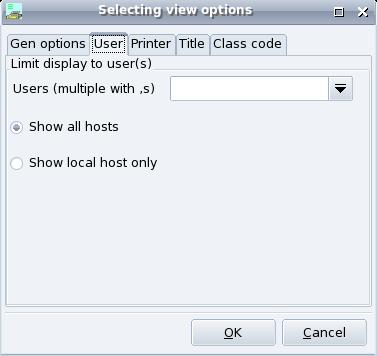 Selecting view options
Gen options User Printer Title Class code
Limit display to user(s)
Users (multiple with ,s)
Show all hosts
Show local host only
OK Cancel